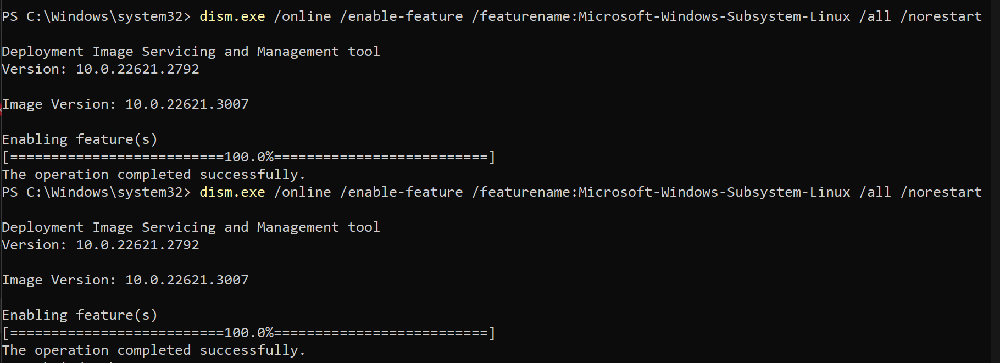 PS C:\Windows\system32> dism.exe /online /enable-feature /featurename:Microsoft-Windows-Subsystem-Linux /all /norestart
Deployment Image Servicing and Management tool
Version: 10.0.22621.2792
Image Version: 10.0.22621.3007
Enabling feature(s)
[==========================100.0%==========================]
The operation completed successfully.
PS C:\Windows\system32> dism.exe /online /enable-feature /featurename:Microsoft-Windows-Subsystem-Linux /all /norestart
Deployment Image Servicing and Management tool
Version: 10.0.22621.2792
Image Version: 10.0.22621.3007
Enabling feature(s)
[==========================100.0%==========================]
The operation completed successfully.